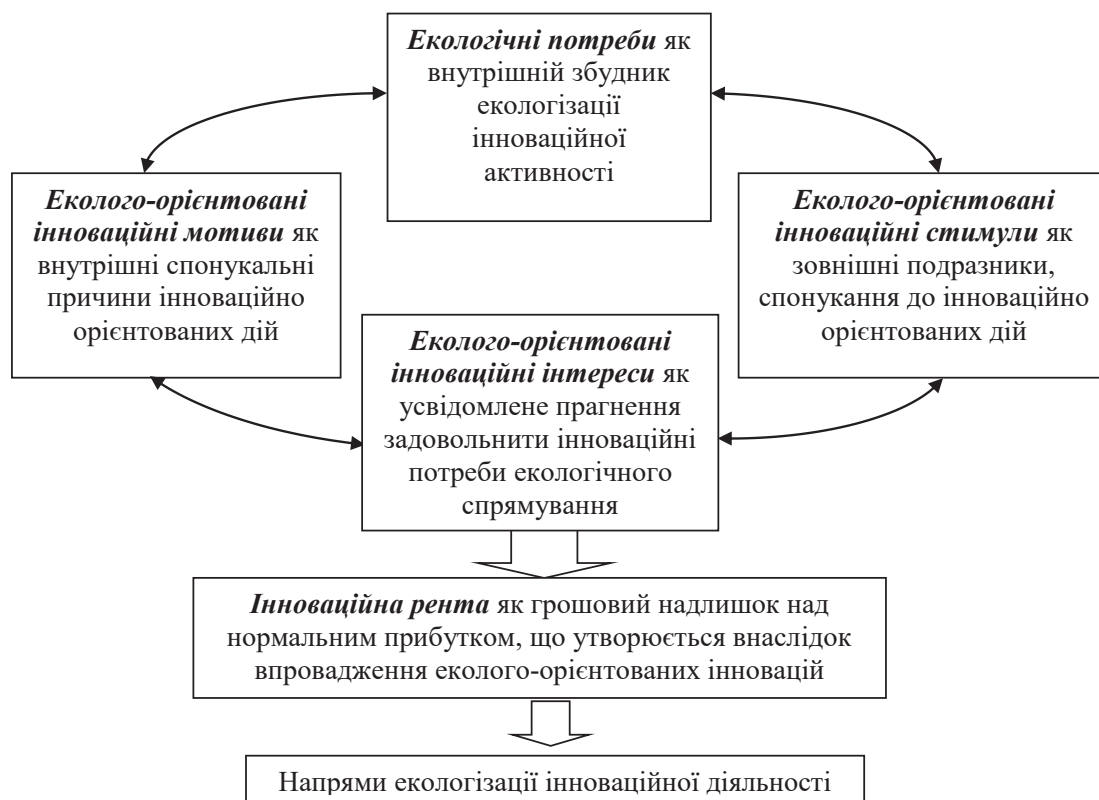 Екологічні потреби як
внутрішній збудник
екологізації
інноваційної
активності
Еколого-орієнтовані
інноваційні мотиви як
внутрішні спонукальні
причини інноваційно
орієнтованих дій
Еколого-орієнтовані
інноваційні стимули як
зовнішні подразники,
спонукання до інноваційно
орієнтованих дій
Еколого-орієнтовані
інноваційні інтереси як
усвідомлене прагнення
задовольнити інноваційні
потреби екологічного
спрямування
Інноваційна рента як грошовий надлишок над
нормальним прибутком, що утворюється внаслідок
впровадження еколого-орієнтованих інновацій
Напрями екологізації інноваційної діяльності